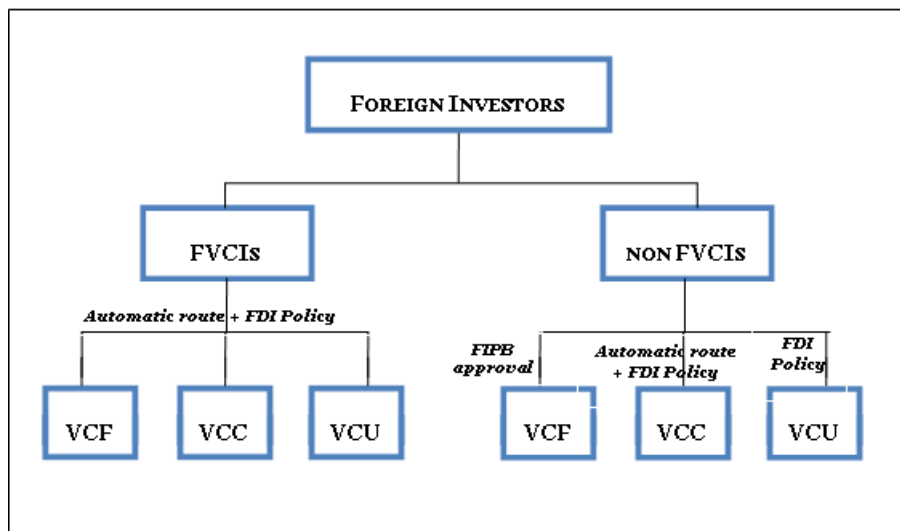 FOREIGN INVESTORS
FVCIS
NON FVCIS
Automatic route + FDI Policy
FIPB
approval
Automatic route
+ FDI Policy
FDI
Policy
VCF
VCC
VCU
VCF
VCC
VCU